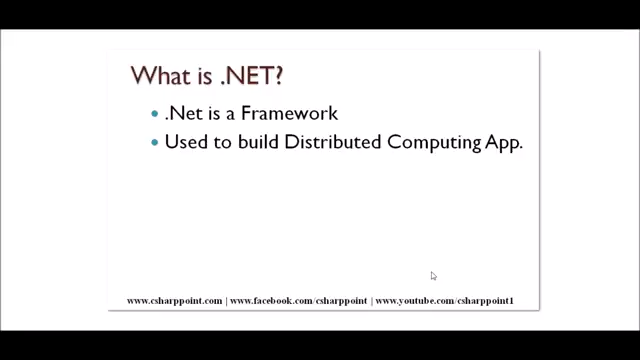 What is .NET?
• .Net is a Framework
• Used to build Distributed Computing App.
www.csharppoint.com | www.facebook.com/csharppoint | www.youtube.com/csharppoint1